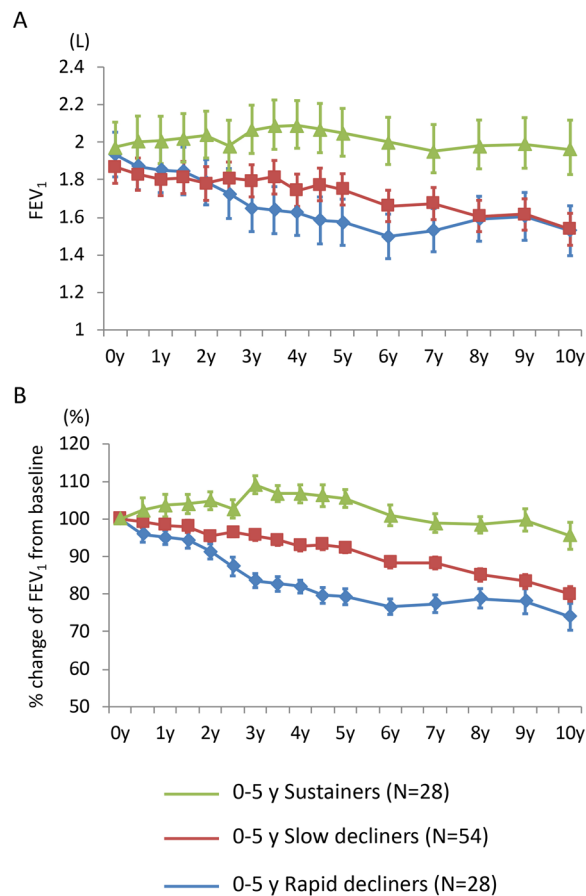 A
(L)
2.4
2.2
2
1.8
1.6
1.4
1.2
1
FEV₁
0y 1y 2y 3y 4y 5y 6y 7y 8y 9y 10y
B
(%)
120
110
100
90
80
70
60
50
% change of FEV₁ from baseline
0y 1y 2y 3y 4y 5y 6y 7y 8y 9y 10y
0-5 y Sustainers (N=28)
0-5 y Slow decliners (N=54)
0-5 y Rapid decliners (N=28)